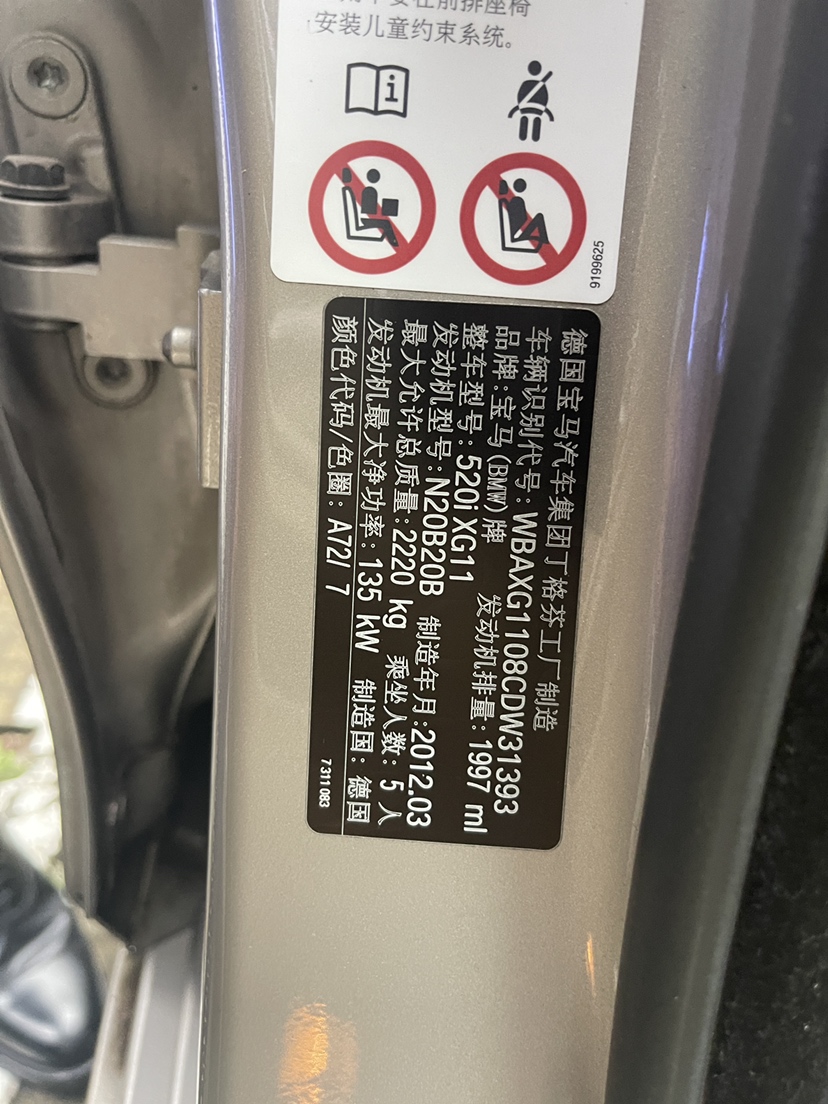 安装儿童约束系统。
9199625
德国宝马汽车集团丁格芬工厂制造
车辆识别代号: WBAXG1108CDW31393
品牌:宝马(BMW)牌 发动机排量: 1997 ml
整车型号: 520i XG11
发动机型号: N20B20B 制造年月:2012.03
最大允许总质量: 2220 kg 乘坐人数: 5 人
发动机最大净功率: 135 kW 制造国: 德国
颜色代码/色圈: A72/ 7
7 311 083